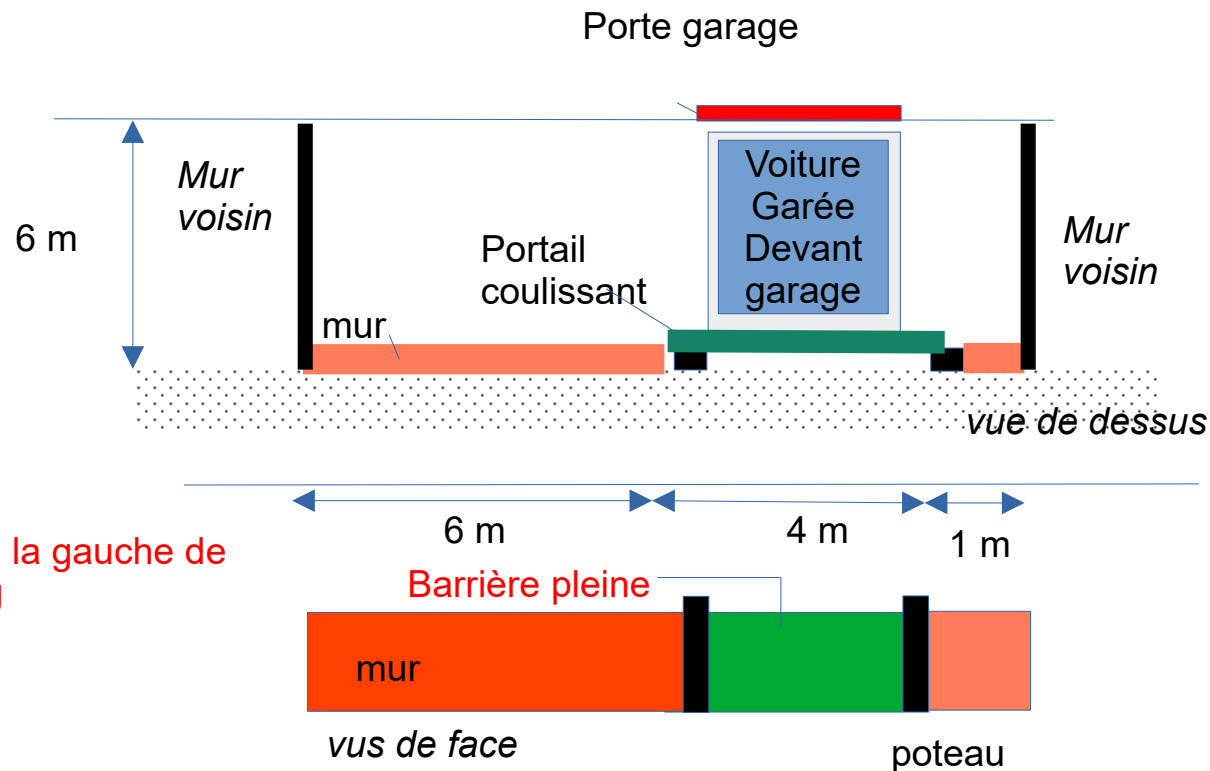 Porte garage
Mur
voisin
6 m
Portail
coulissant
mur
Voiture
Garée
Devant
garage
Mur
voisin
vue de dessus
6 m
4 m
1 m
la gauche de
Barrière pleine
mur
vus de face
poteau